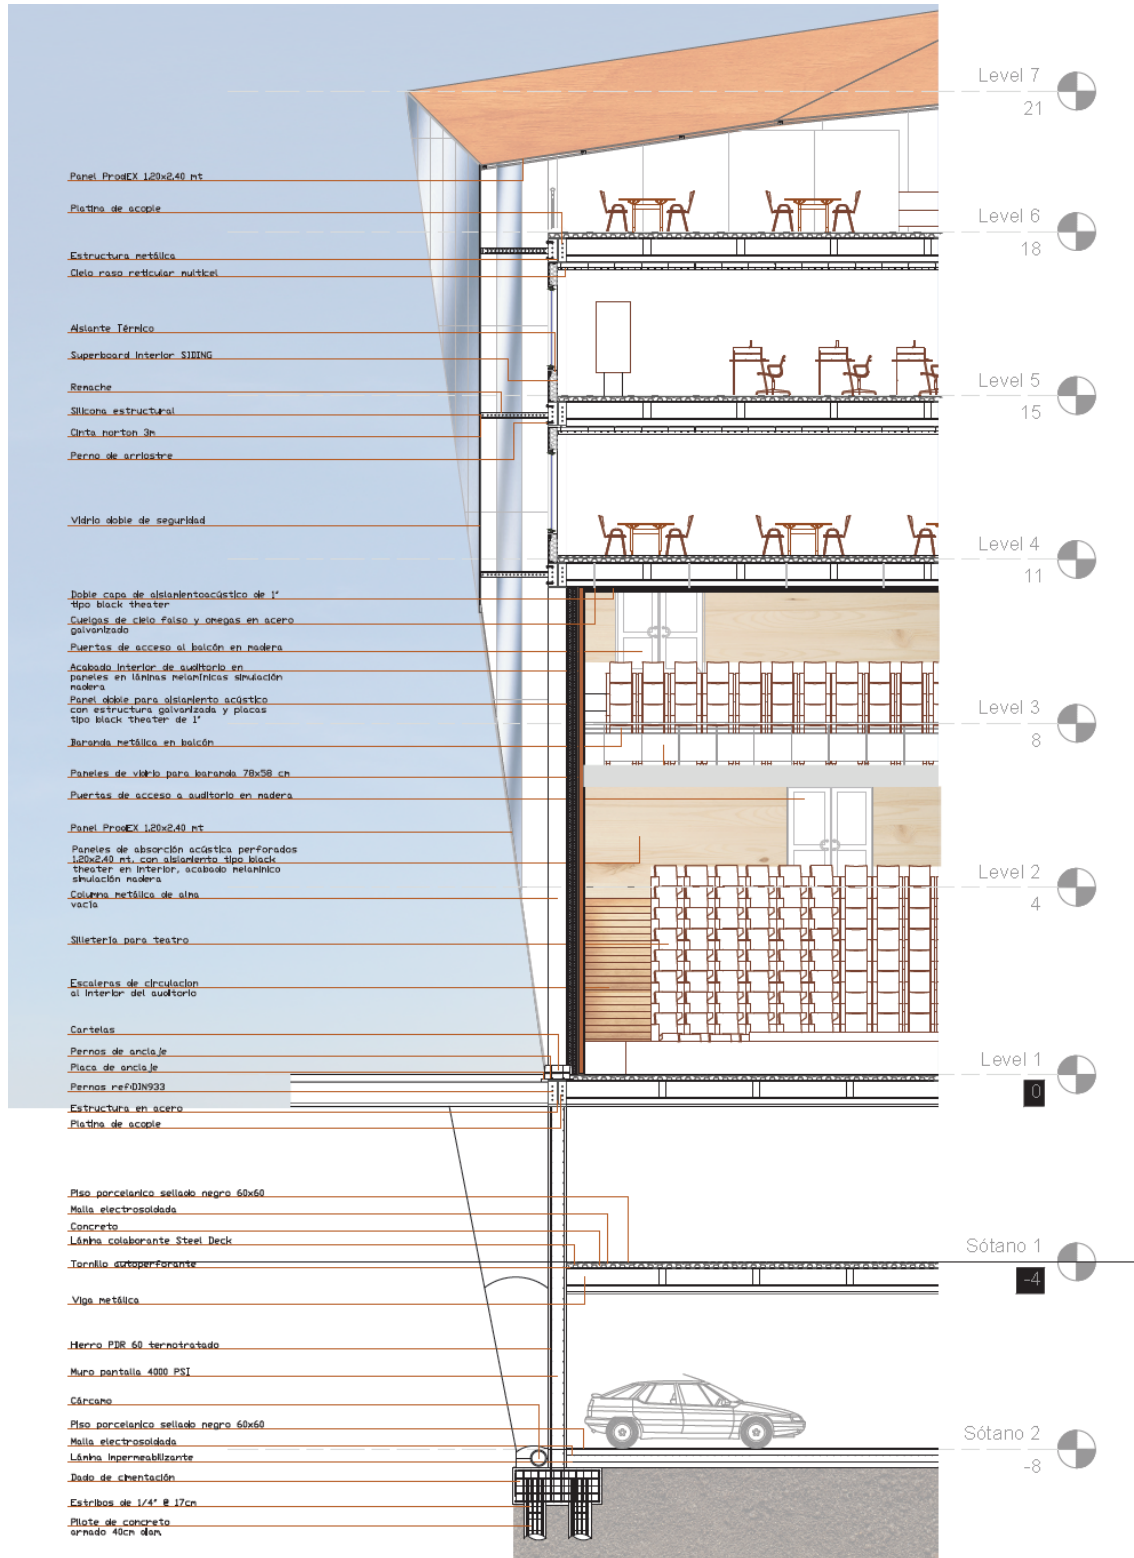 Level 7
21
Panel ProdEX 1.20x2.40 mt
Platina de acople
Level 6
18
Estructura metálica
Cielo raso reticular multicel
Aislante Térmico
Superboard interior SIDING
Level 5
15
Remache
Silicona estructural
Cinta norton 3m
Perno de arriostre
Vidrio doble de seguridad
Level 4
11
Doble capa de aislamientoacústico de 1"
tipo black theater
Cuelgas de cielo falso y omegas en acero
galvanizado
Puertas de acceso al balcón en madera
Acabado interior de auditorio en
paneles en láminas melamínicas simulación
madera
Panel doble para aislamiento acústico
con estructura galvanizada y placas
tipo black theater de 1"
Level 3
8
Baranda metálica en balcón
Paneles de vidrio para baranda 78x58 cm
Puertas de acceso a auditorio en madera
Panel ProdEX 1.20x2.40 mt
Paneles de absorción acústica perforados
1.20x2.40 mt. con aislamiento tipo black
theater en interior, acabado melamínico
simulación madera
Level 2
4
Columna metálica de alma
vacía
Silletería para teatro
Escaleras de circulacion
al interior del auditorio
Cartelas
Pernos de anclaje
Placa de anclaje
Level 1
0
Pernos ref:DIN933
Estructura en acero
Platina de acople
Piso porcelanico sellado negro 60x60
Malla electrosoldada
Concreto
Lámina colaborante Steel Deck
Sótano 1
-4
Tornillo autoperforante
Viga metálica
Hierro PDR 60 termotratado
Muro pantalla 4000 PSI
Cárcamo
Piso porcelanico sellado negro 60x60
Malla electrosoldada
Sótano 2
-8
Lámina impermeabilizante
Dado de cimentación
Estribos de 1/4" @ 17cm
Pilote de concreto
armado 40cm diam.